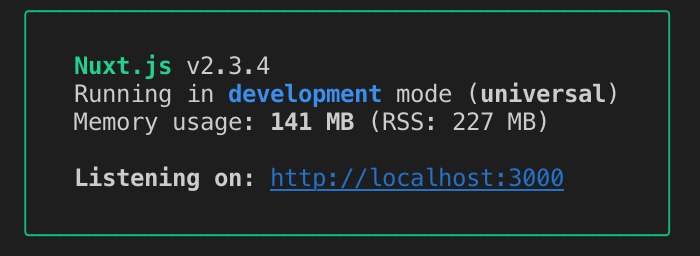 Nuxt.js v2.3.4
Running in development mode (universal)
Memory usage: 141 MB (RSS: 227 MB)
Listening on: http://localhost:3000